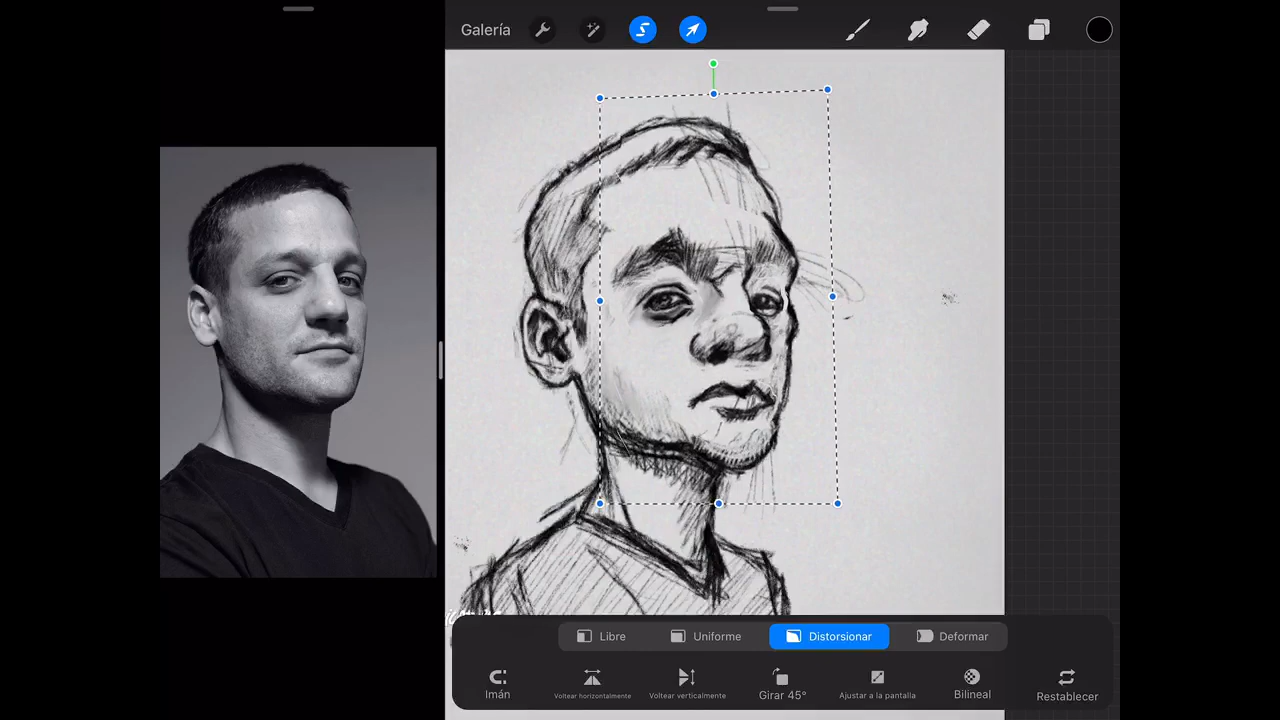 Galería
Libre
Uniforme
Distorsionar
Deformar
Imán
Voltear horizontalmente
Voltear verticalmente
Girar 45°
Ajustar a la pantalla
Bilineal
Restablecer